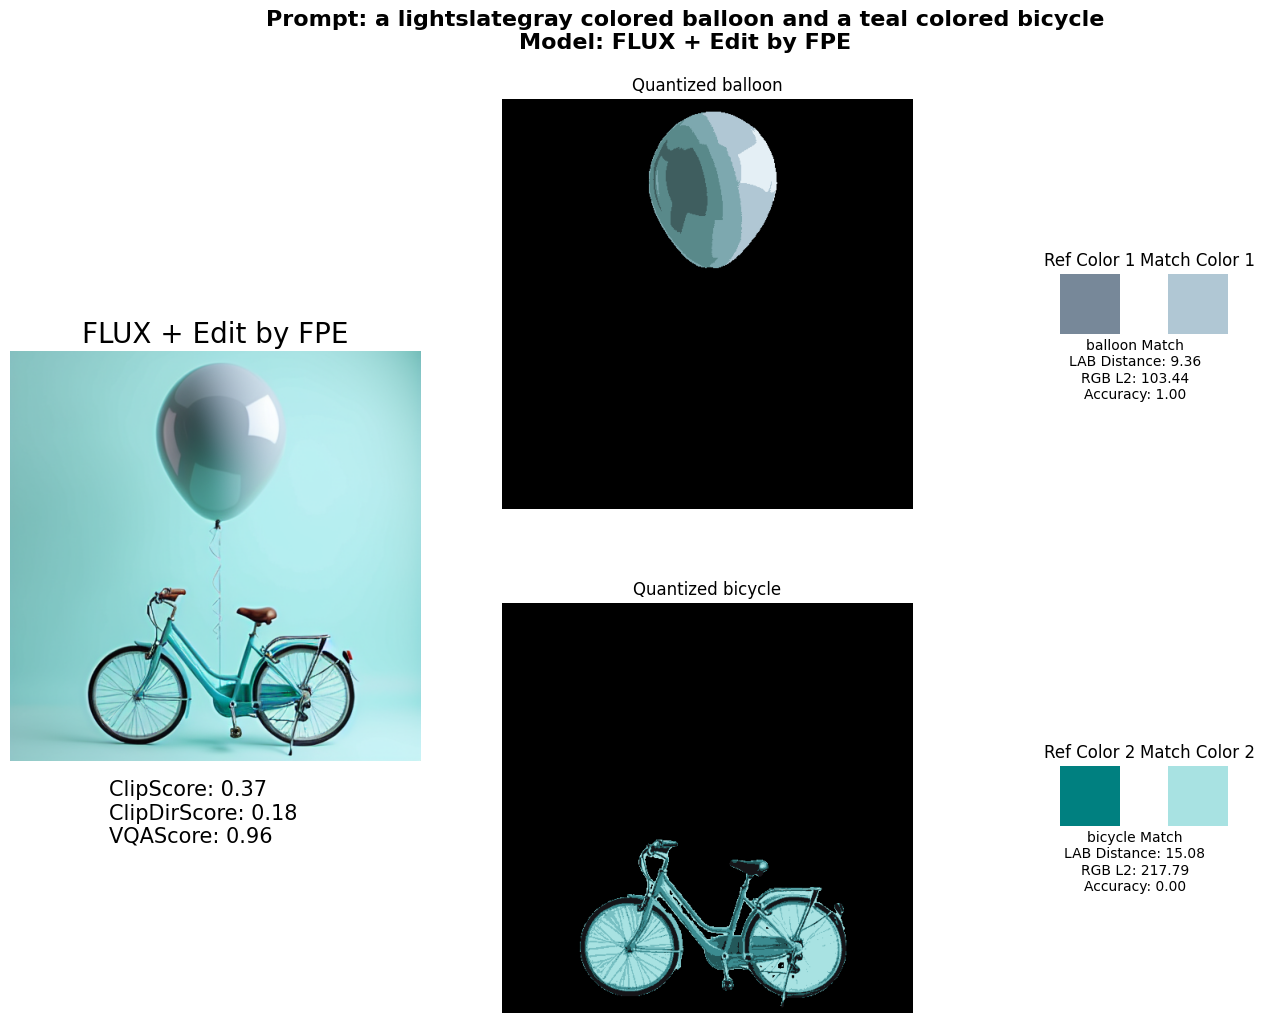 Prompt: a lightslategray colored balloon and a teal colored bicycle
Model: FLUX + Edit by FPE
Quantized balloon
Ref Color 1 Match Color 1
balloon Match
LAB Distance: 9.36
RGB L2: 103.44
Accuracy: 1.00
FLUX + Edit by FPE
ClipScore: 0.37
ClipDirScore: 0.18
VQAScore: 0.96
Quantized bicycle
Ref Color 2 Match Color 2
bicycle Match
LAB Distance: 15.08
RGB L2: 217.79
Accuracy: 0.00